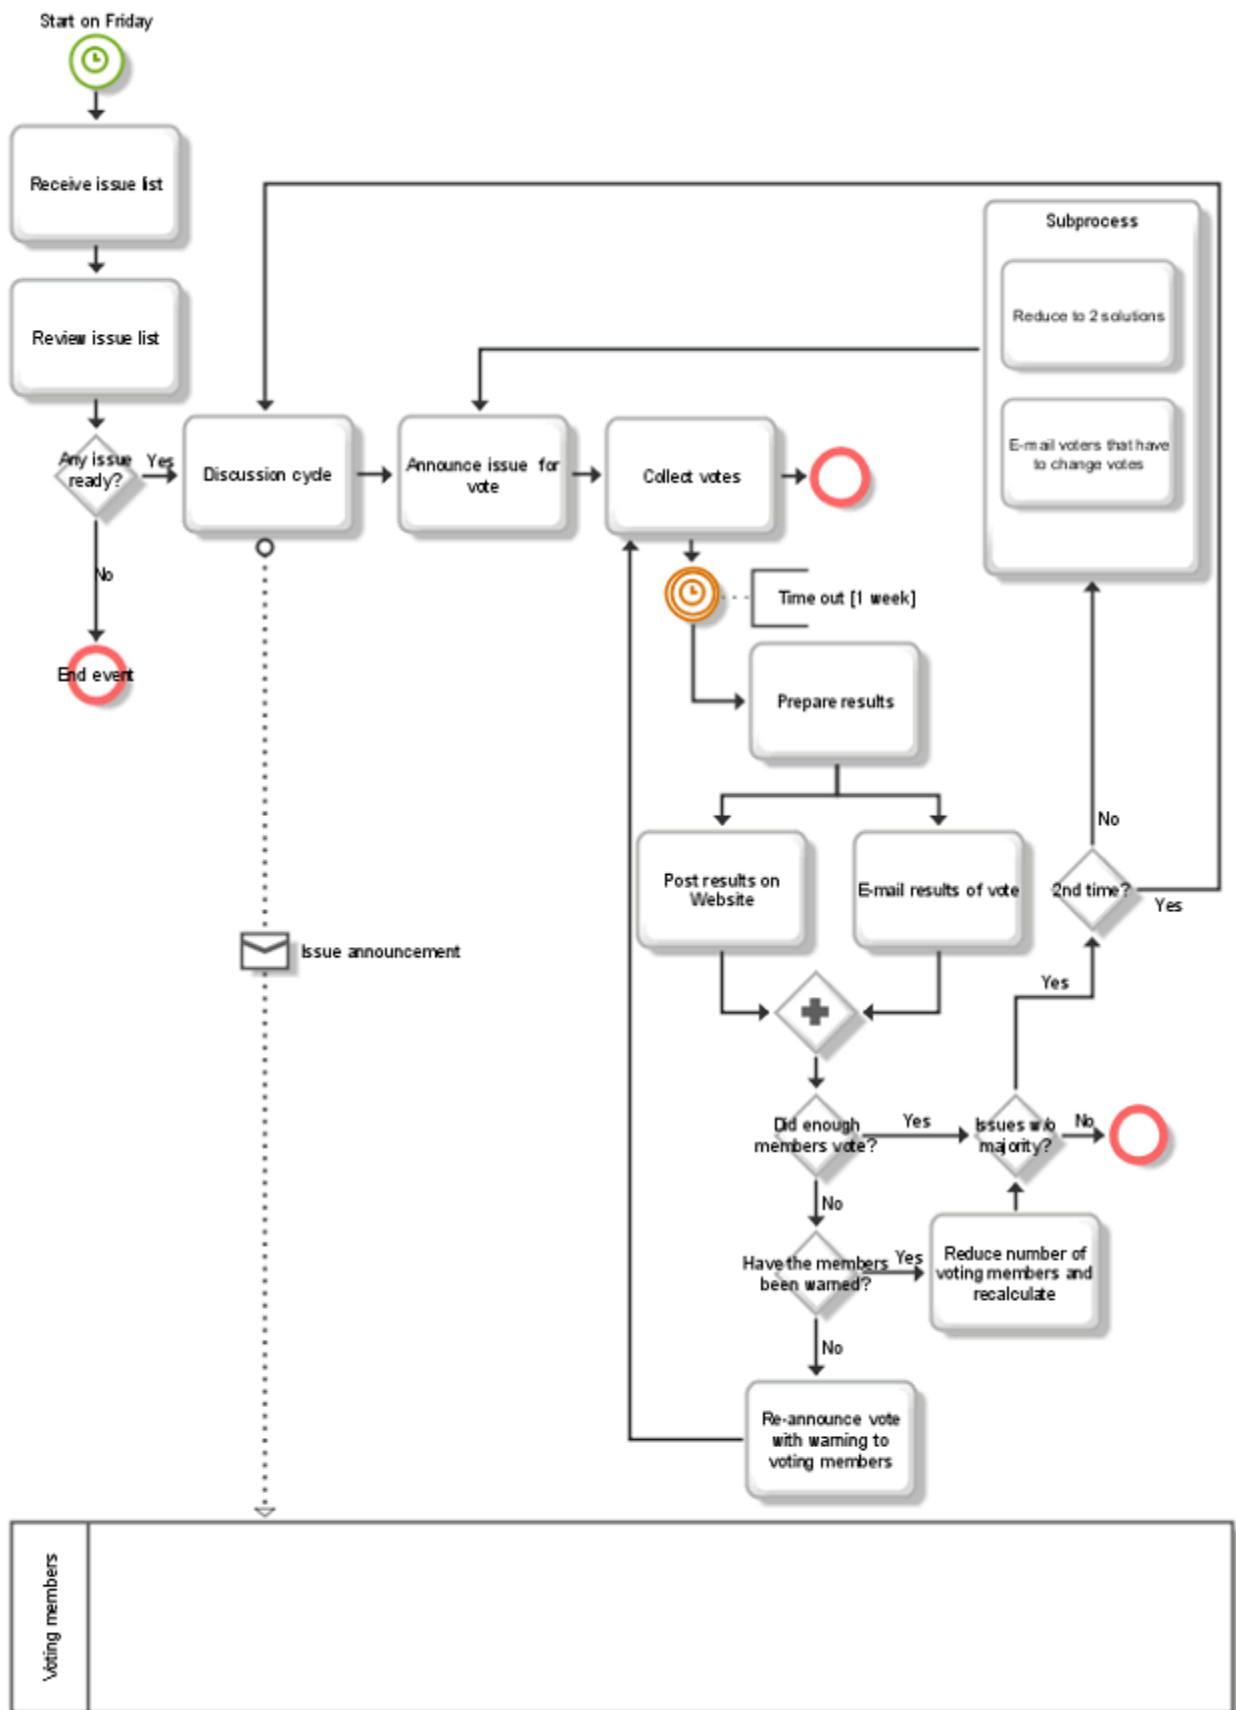 Start on Friday
Receive issue list
Review issue list
Any issue
ready?
Yes
No
End event
Discussion cycle
Announce issue for
vote
Collect votes
Subprocess
Reduce to 2 solutions
E-mail voters that have
to change votes
Time out [1 week]
Prepare results
Post results on
Website
E-mail results of vote
No
2nd time?
Yes
Issue announcement
Yes
Did enough
members vote?
Yes
Issues w/o
majority?
No
No
Have the members
been warned?
Yes
Reduce number of
voting members and
recalculate
No
Re-announce vote
with warning to
voting members
Voting members